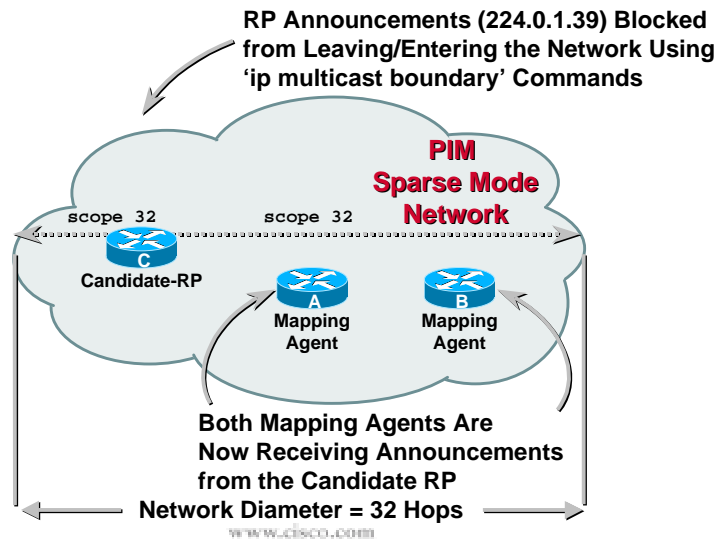 RP Announcements (224.0.1.39) Blocked
from Leaving/Entering the Network Using
‘ip multicast boundary’ Commands
PIM
Sparse Mode
Network
scope 32
scope 32
C
Candidate-RP
A
Mapping
Agent
B
Mapping
Agent
Both Mapping Agents Are
Now Receiving Announcements
from the Candidate RP
Network Diameter = 32 Hops
www.cisco.com